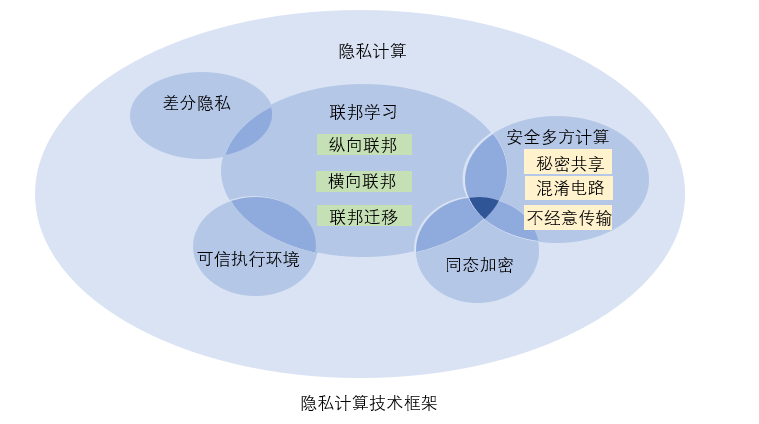 隐私计算
差分隐私
联邦学习
纵向联邦
横向联邦
联邦迁移
安全多方计算
秘密共享
混淆电路
不经意传输
可信执行环境
同态加密
隐私计算技术框架